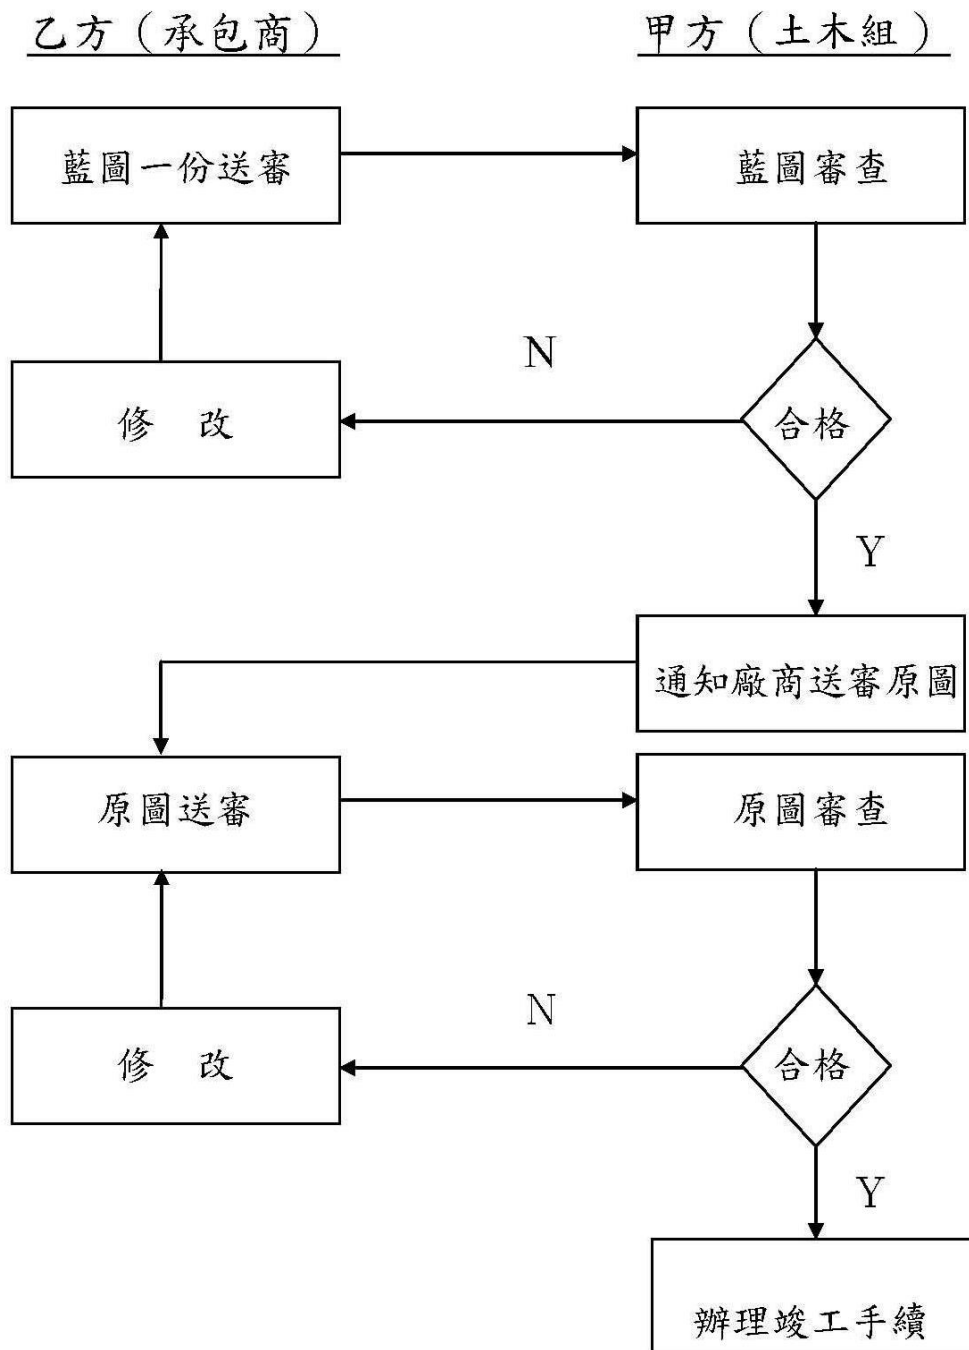 乙方（承包商）
甲方（土木組）
藍圖一份送審
藍圖審查
N
修　改
合格
Y
通知廠商送審原圖
原圖送審
原圖審查
N
修　改
合格
Y
辦理竣工手續